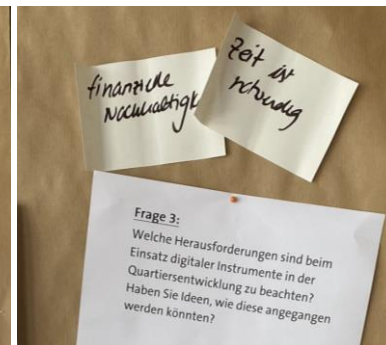 finanzielle
Nachhaltigk
Zeit ist
notwendig
Frage 3:
Welche Herausforderungen sind beim
Einsatz digitaler Instrumente in der
Quartiersentwicklung zu beachten?
Haben Sie Ideen, wie diese angegangen
werden könnten?